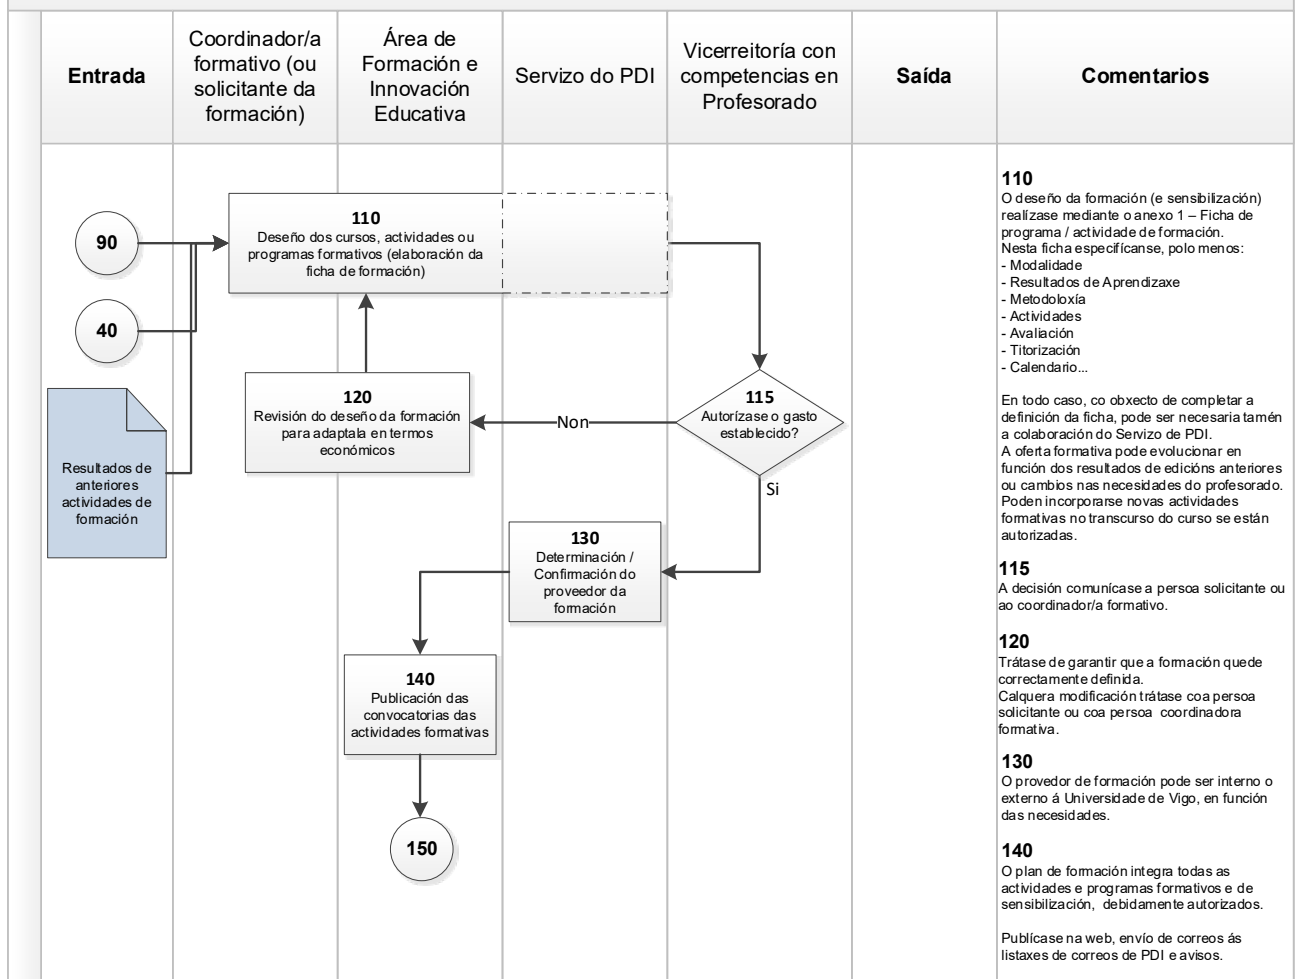 Entrada
Coordinador/a
formativo (ou
solicitante da
formación)
Área de
Formación e
Innovación
Educativa
Servizo do PDI
Vicerreitoría con
competencias en
Profesorado
Saída
Comentarios
90
40
Resultados de
anteriores
actividades de
formación
110
Deseño dos cursos, actividades ou
programas formativos (elaboración da
ficha de formación)
120
Revisión do deseño da formación
para adaptala en termos
económicos
Non
115
Autorízase o gasto
establecido?
Si
130
Determinación /
Confirmación do
proveedor da
formación
140
Publicación das
convocatorias das
actividades formativas
150
110
O deseño da formación (e sensibilización)
realízase mediante o anexo 1 – Ficha de
programa / actividade de formación.
Nesta ficha especifícanse, polo menos:
- Modalidade
- Resultados de Aprendizaxe
- Metodoloxía
- Actividades
- Avaliación
- Titorización
- Calendario...
En todo caso, co obxecto de completar a
definición da ficha, pode ser necesaria tamén
a colaboración do Servizo de PDI.
A oferta formativa pode evolucionar en
función dos resultados de edicións anteriores
ou cambios nas necesidades do profesorado.
Poden incorporarse novas actividades
formativas no transcurso do curso se están
autorizadas.
115
A decisión comunícase a persoa solicitante ou
ao coordinador/a formativo.
120
Trátase de garantir que a formación quede
correctamente definida.
Calquera modificación trátase coa persoa
solicitante ou coa persoa coordinadora
formativa.
130
O provedor de formación pode ser interno o
externo á Universidade de Vigo, en función
das necesidades.
140
O plan de formación integra todas as
actividades e programas formativos e de
sensibilización, debidamente autorizados.
Publícase na web, envío de correos ás
listaxes de correos de PDI e avisos.